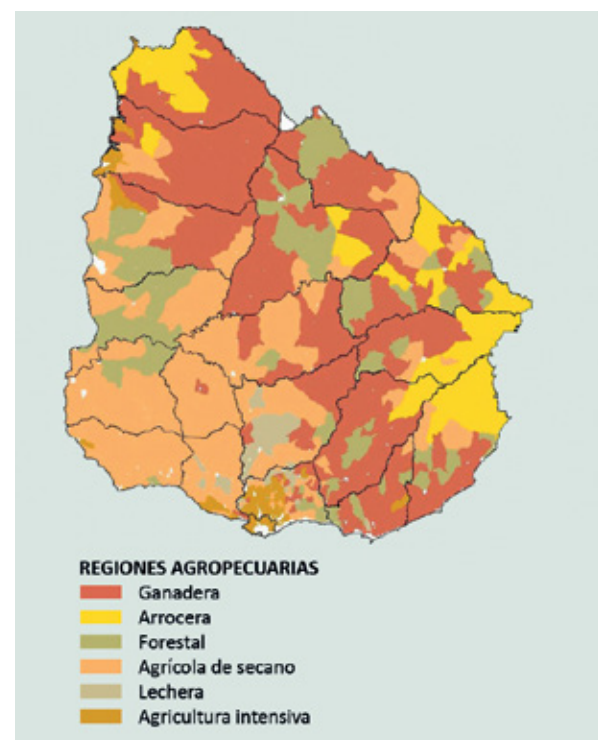 REGIONES AGROPECUARIAS
Ganadera
Arrocera
Forestal
Agrícola de secano
Lechera
Agricultura intensiva